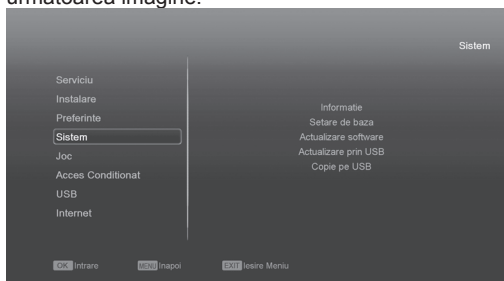 următoarea imagine.
Sistem
Serviciu
Instalare
Preferinte
Sistem
Joc
Acces Conditionat
USB
Internet
Informatie
Setare de baza
Actualizare software
Actualizare prin USB
Copie pe USB
OK Intrare MENU Inapoi EXIT Iesire Meniu